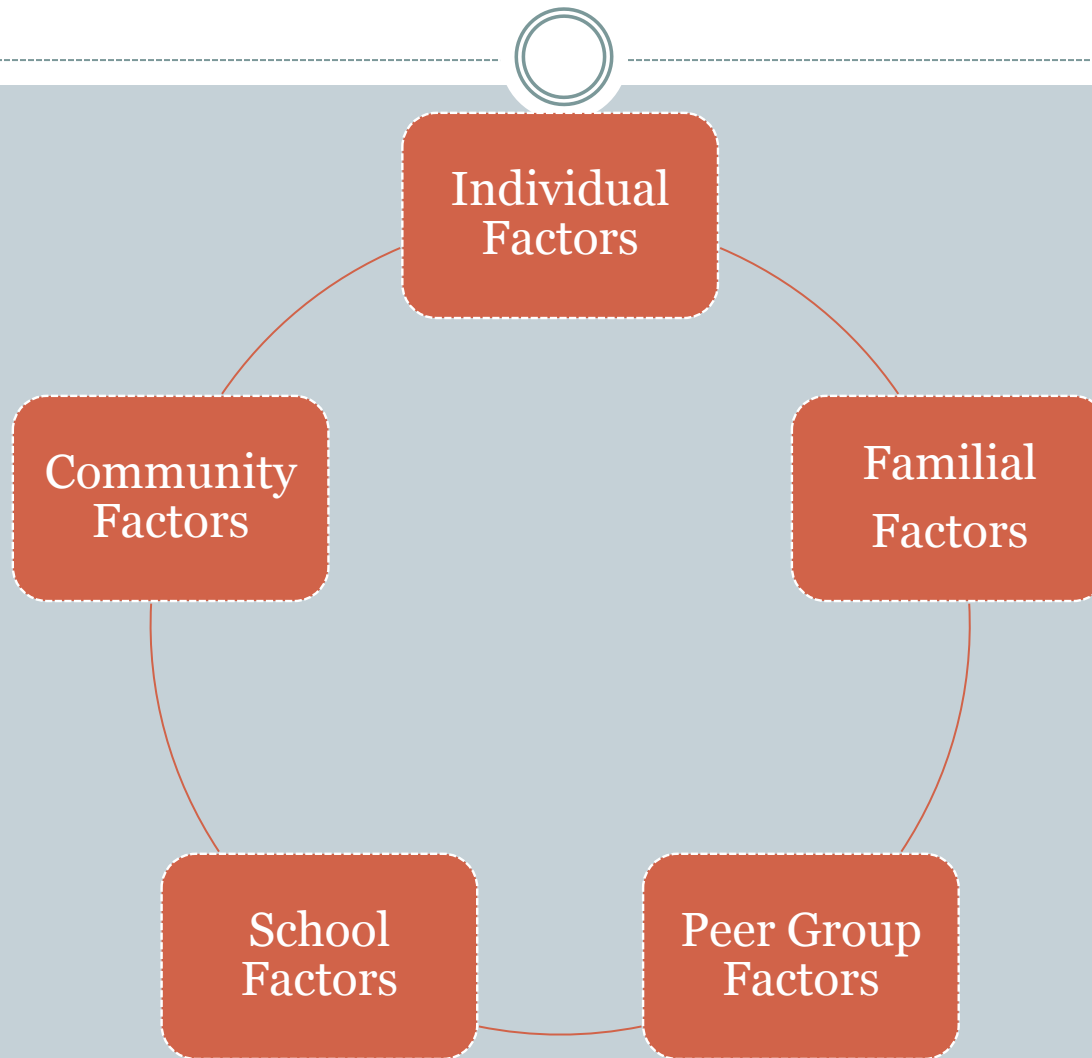 Individual
Factors
Familial
Factors
Peer Group
Factors
School
Factors
Community
Factors